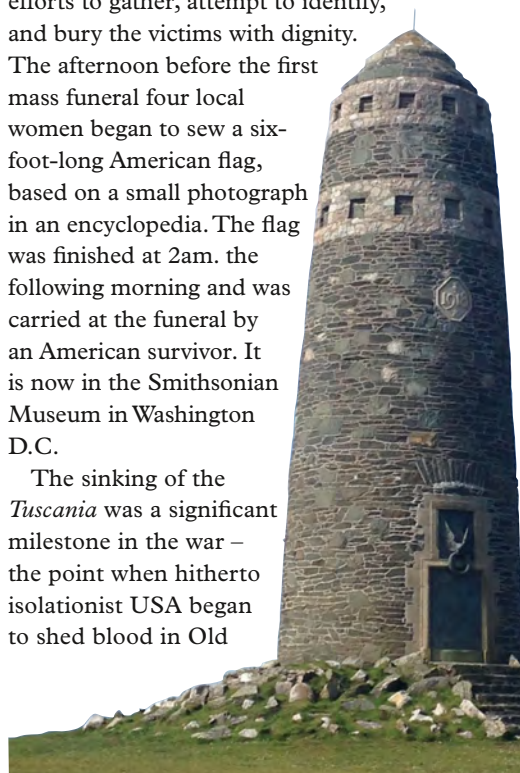 efforts to gather, attempt to identify,
and bury the victims with dignity.
The afternoon before the first
mass funeral four local
women began to sew a six-
foot-long American flag,
based on a small photograph
in an encyclopedia. The flag
was finished at 2am. the
following morning and was
carried at the funeral by
an American survivor. It
is now in the Smithsonian
Museum in Washington
D.C.
The sinking of the
Tuscania was a significant
milestone in the war –
the point when hitherto
isolationist USA began
to shed blood in Old
1918